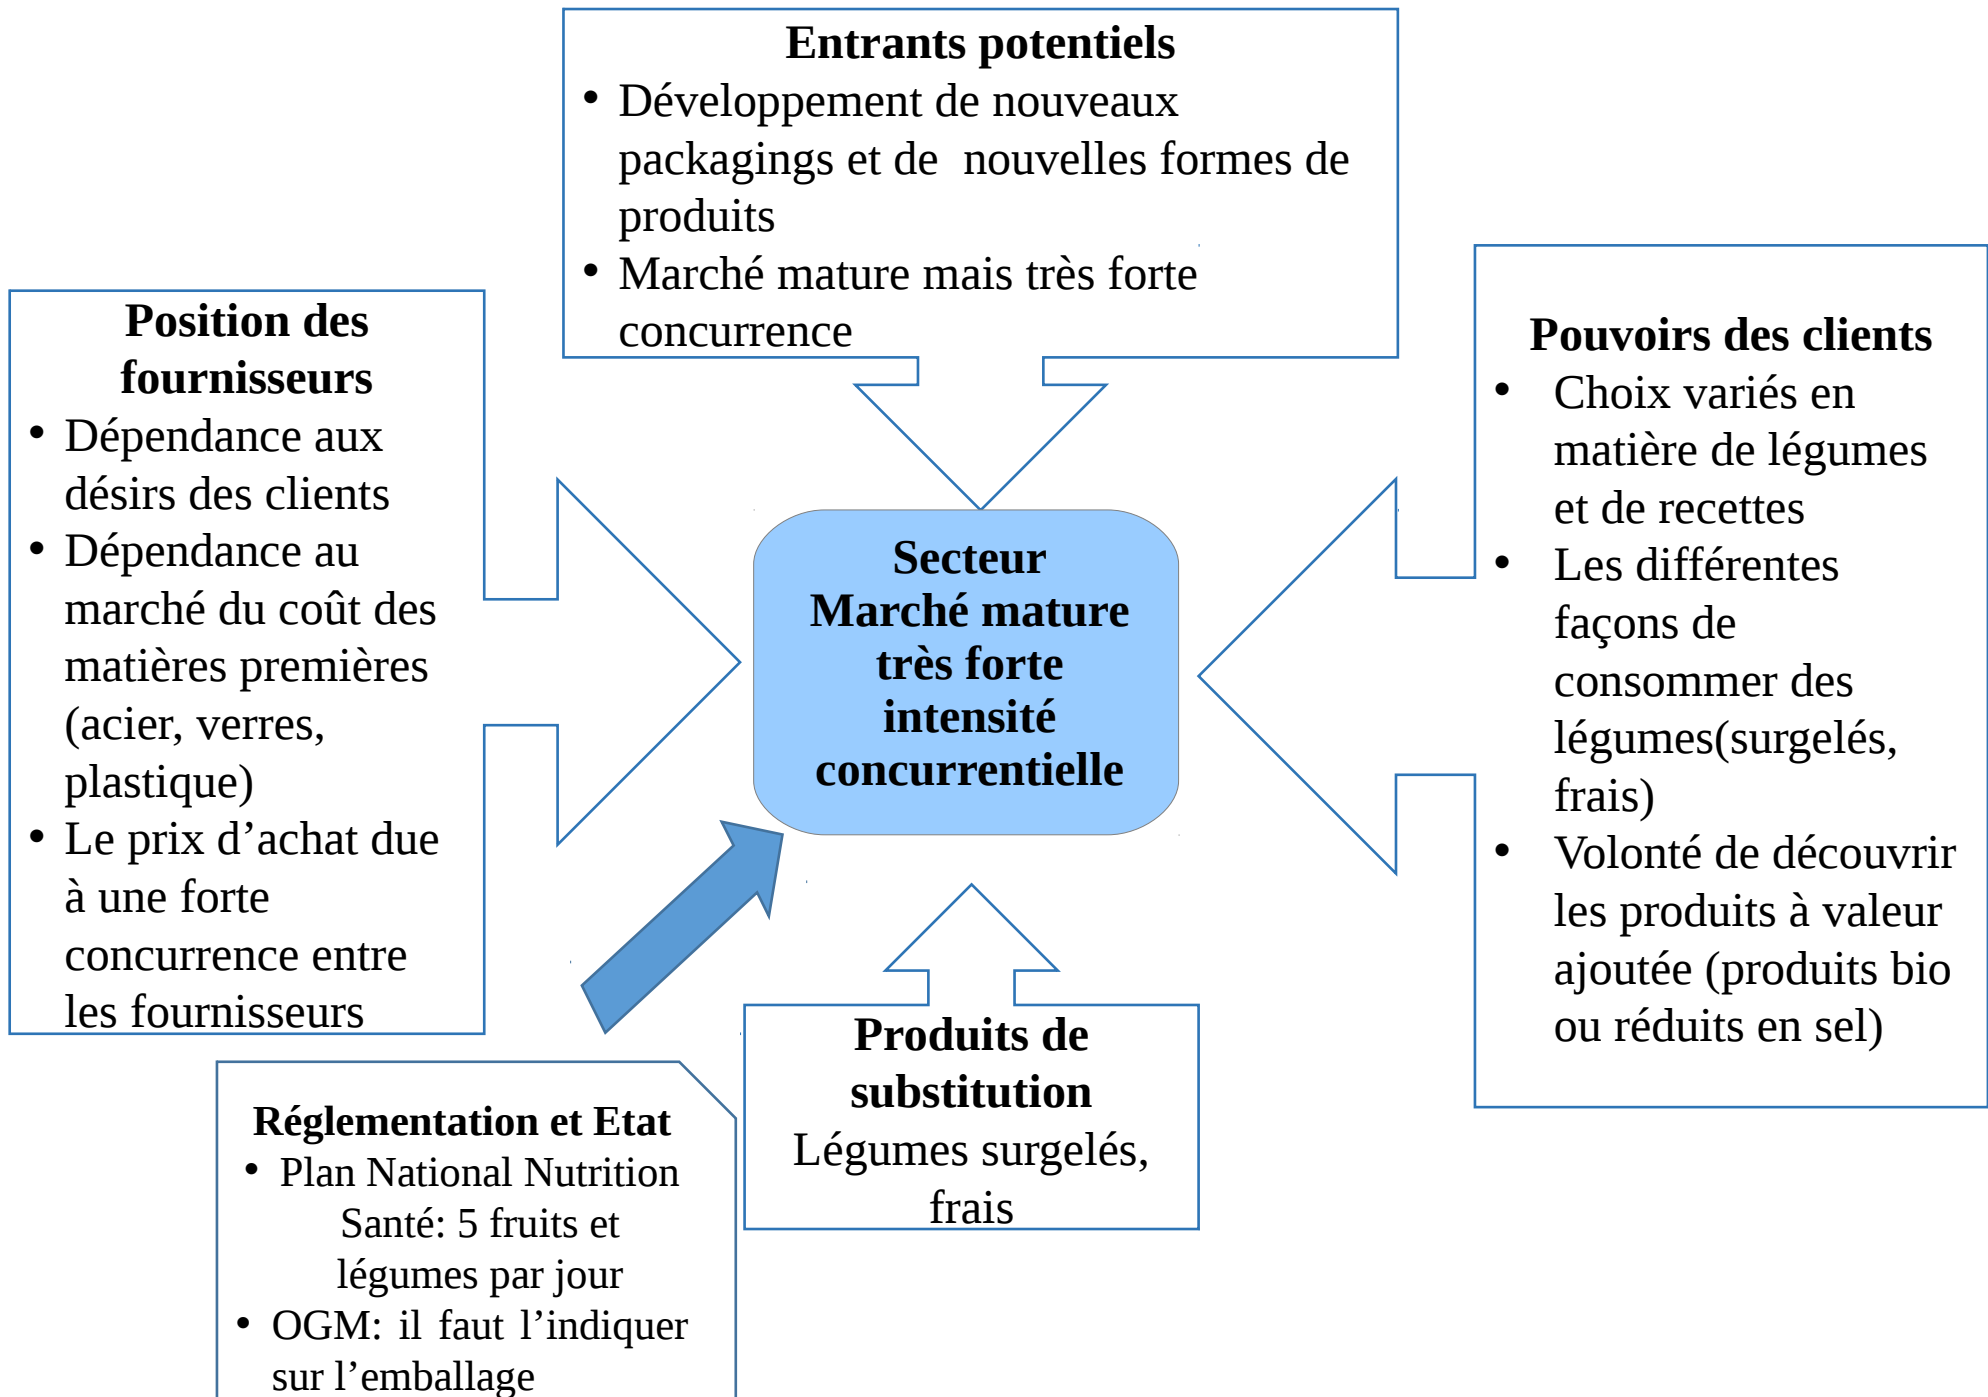 Entrants potentiels
• Développement de nouveaux
packagings et de  nouvelles formes de
produits
• Marché mature mais très forte
concurrence
Position des
fournisseurs
• Dépendance aux
désirs des clients
• Dépendance au
marché du coût des
matières premières
(acier, verres,
plastique)
• Le prix d’achat due
à une forte
concurrence entre
les fournisseurs
Secteur
Marché mature
très forte
intensité
concurrentielle
Pouvoirs des clients
• Choix variés en
matière de légumes
et de recettes
• Les différentes
façons de
consommer des
légumes(surgelés,
frais)
• Volonté de découvrir
les produits à valeur
ajoutée (produits bio
ou réduits en sel)
Produits de
substitution
Légumes surgelés,
frais
Réglementation et Etat
• Plan National Nutrition
Santé: 5 fruits et
légumes par jour
• OGM: il faut l’indiquer
sur l’emballage